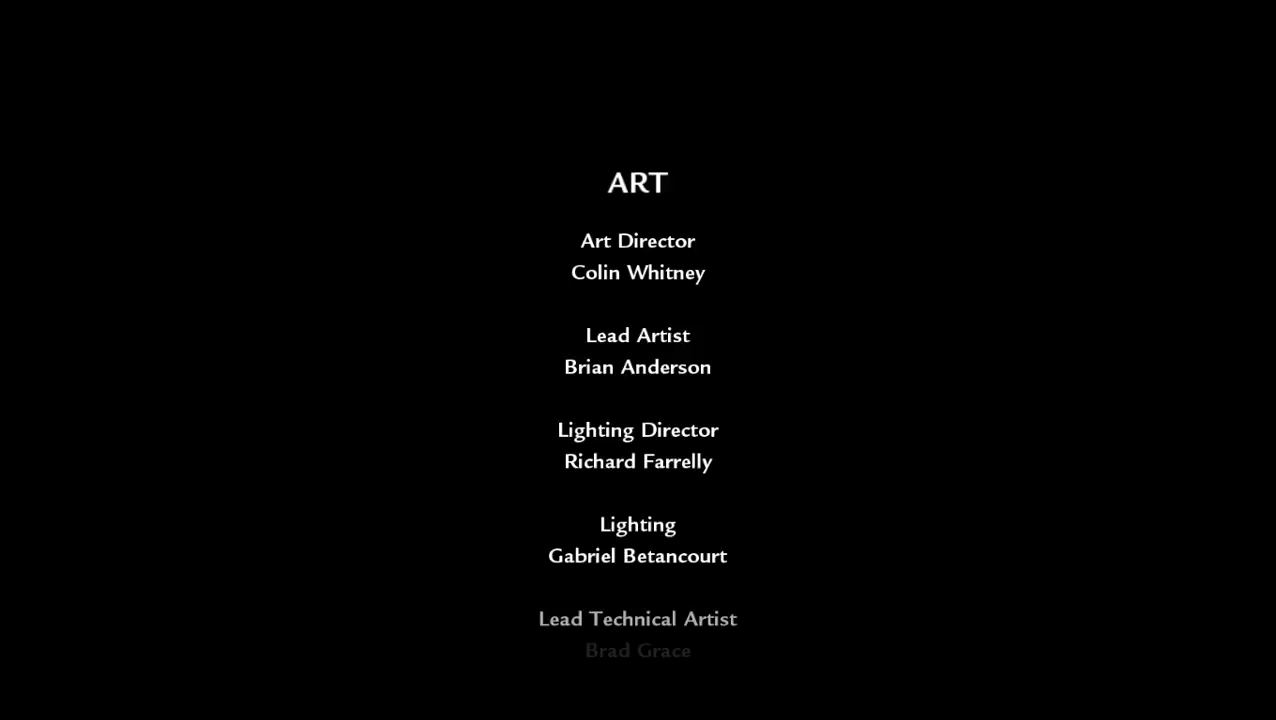 ART
Art Director
Colin Whitney
Lead Artist
Brian Anderson
Lighting Director
Richard Farrelly
Lighting
Gabriel Betancourt
Lead Technical Artist
Brad Grace